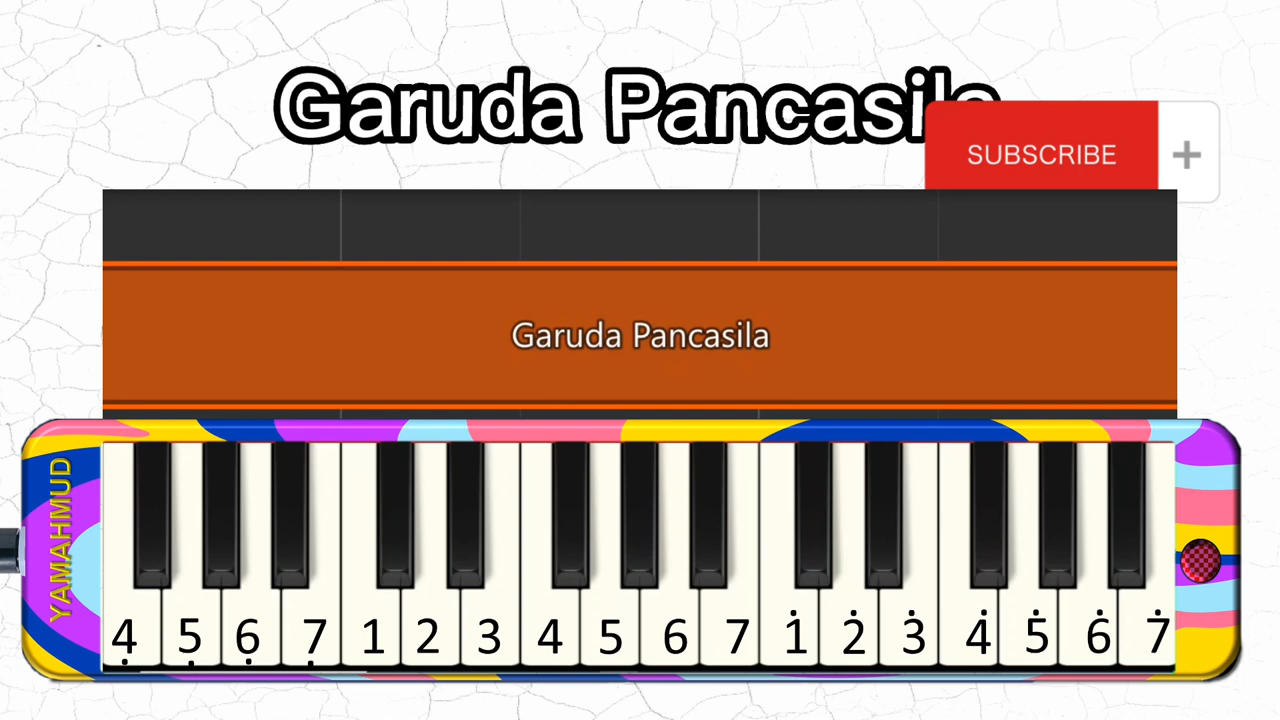 Garuda Pancasila
SUBSCRIBE +
Garuda Pancasila
YAMAHMUD
4̣ 5̣ 6̣ 7̣ 1 2 3 4 5 6 7 1̇ 2̇ 3̇ 4̇ 5̇ 6̇ 7̇